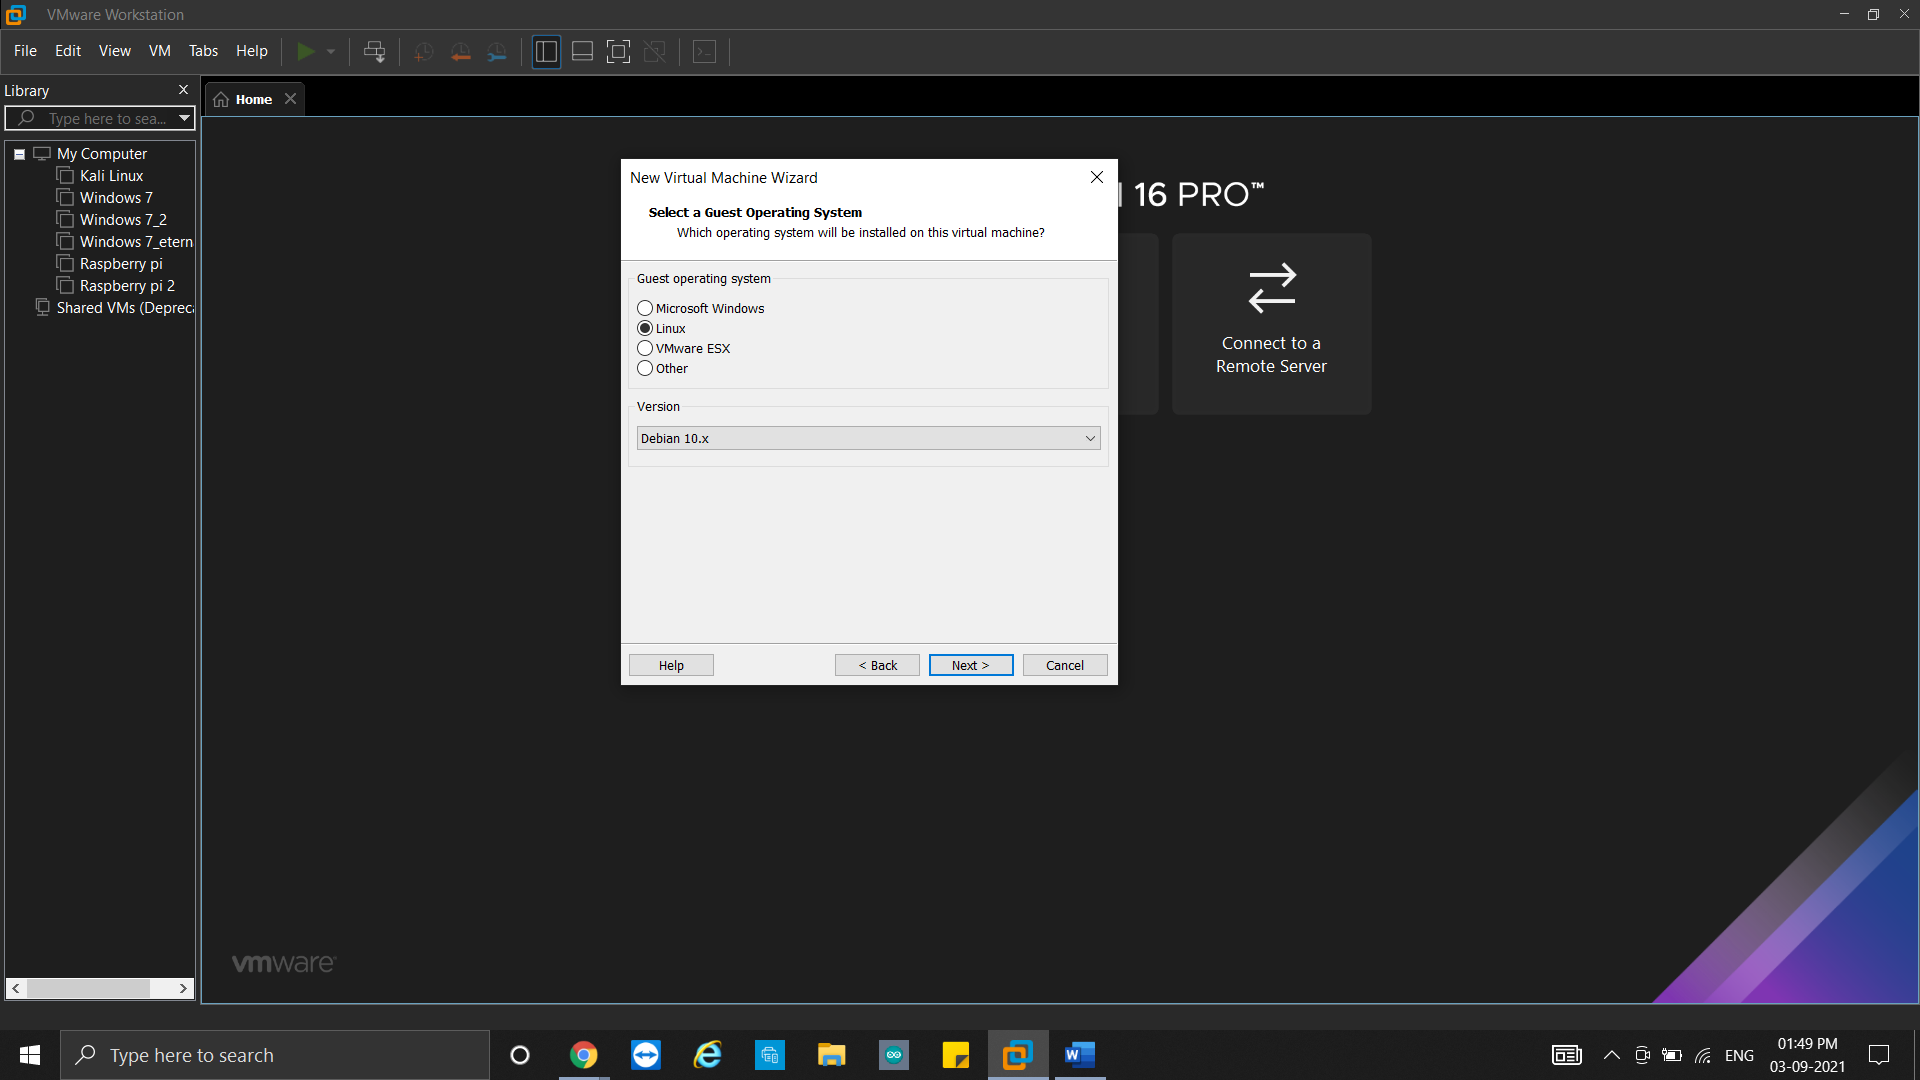 VMware Workstation
File Edit View VM Tabs Help
Library
Type here to sea...
Home
My Computer
Kali Linux
Windows 7
Windows 7_2
Windows 7_etern
Raspberry pi
Raspberry pi 2
Shared VMs (Depreca
16 PRO™
Connect to a
Remote Server
New Virtual Machine Wizard
Select a Guest Operating System
Which operating system will be installed on this virtual machine?
Guest operating system
Microsoft Windows
Linux
VMware ESX
Other
Version
Debian 10.x
Help < Back Next > Cancel
vmware
Type here to search
ENG
01:49 PM
03-09-2021